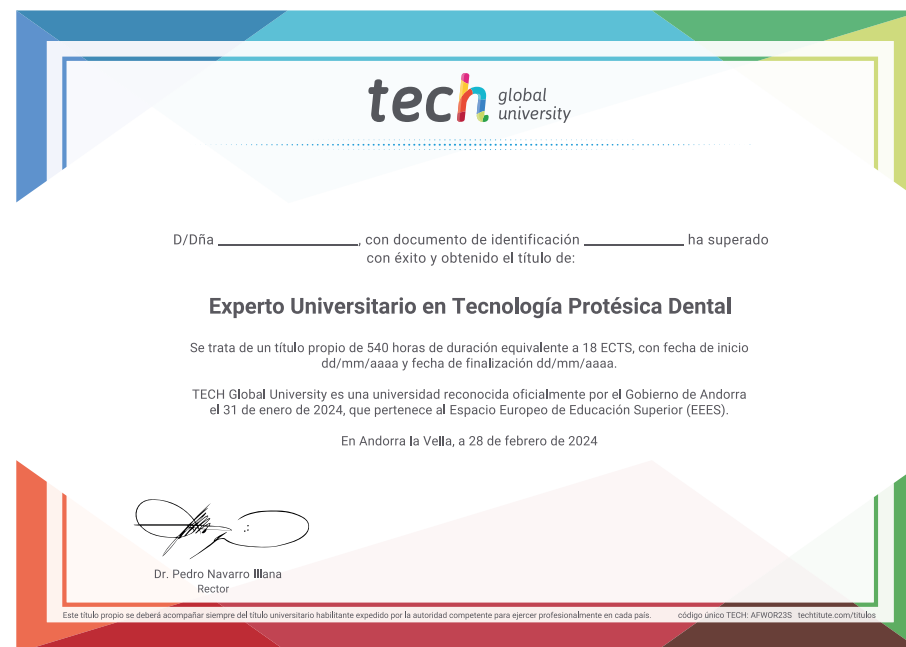 tech global
university
D/Dña ____________________, con documento de identificación ______________ ha superado
con éxito y obtenido el título de:
Experto Universitario en Tecnología Protésica Dental
Se trata de un título propio de 540 horas de duración equivalente a 18 ECTS, con fecha de inicio
dd/mm/aaaa y fecha de finalización dd/mm/aaaa.
TECH Global University es una universidad reconocida oficialmente por el Gobierno de Andorra
el 31 de enero de 2024, que pertenece al Espacio Europeo de Educación Superior (EEES).
En Andorra la Vella, a 28 de febrero de 2024
Dr. Pedro Navarro Illana
Rector
Este título propio se deberá acompañar siempre del título universitario habilitante expedido por la autoridad competente para ejercer profesionalmente en cada país. código único TECH: AFWOR23S techtitute.com/titulos